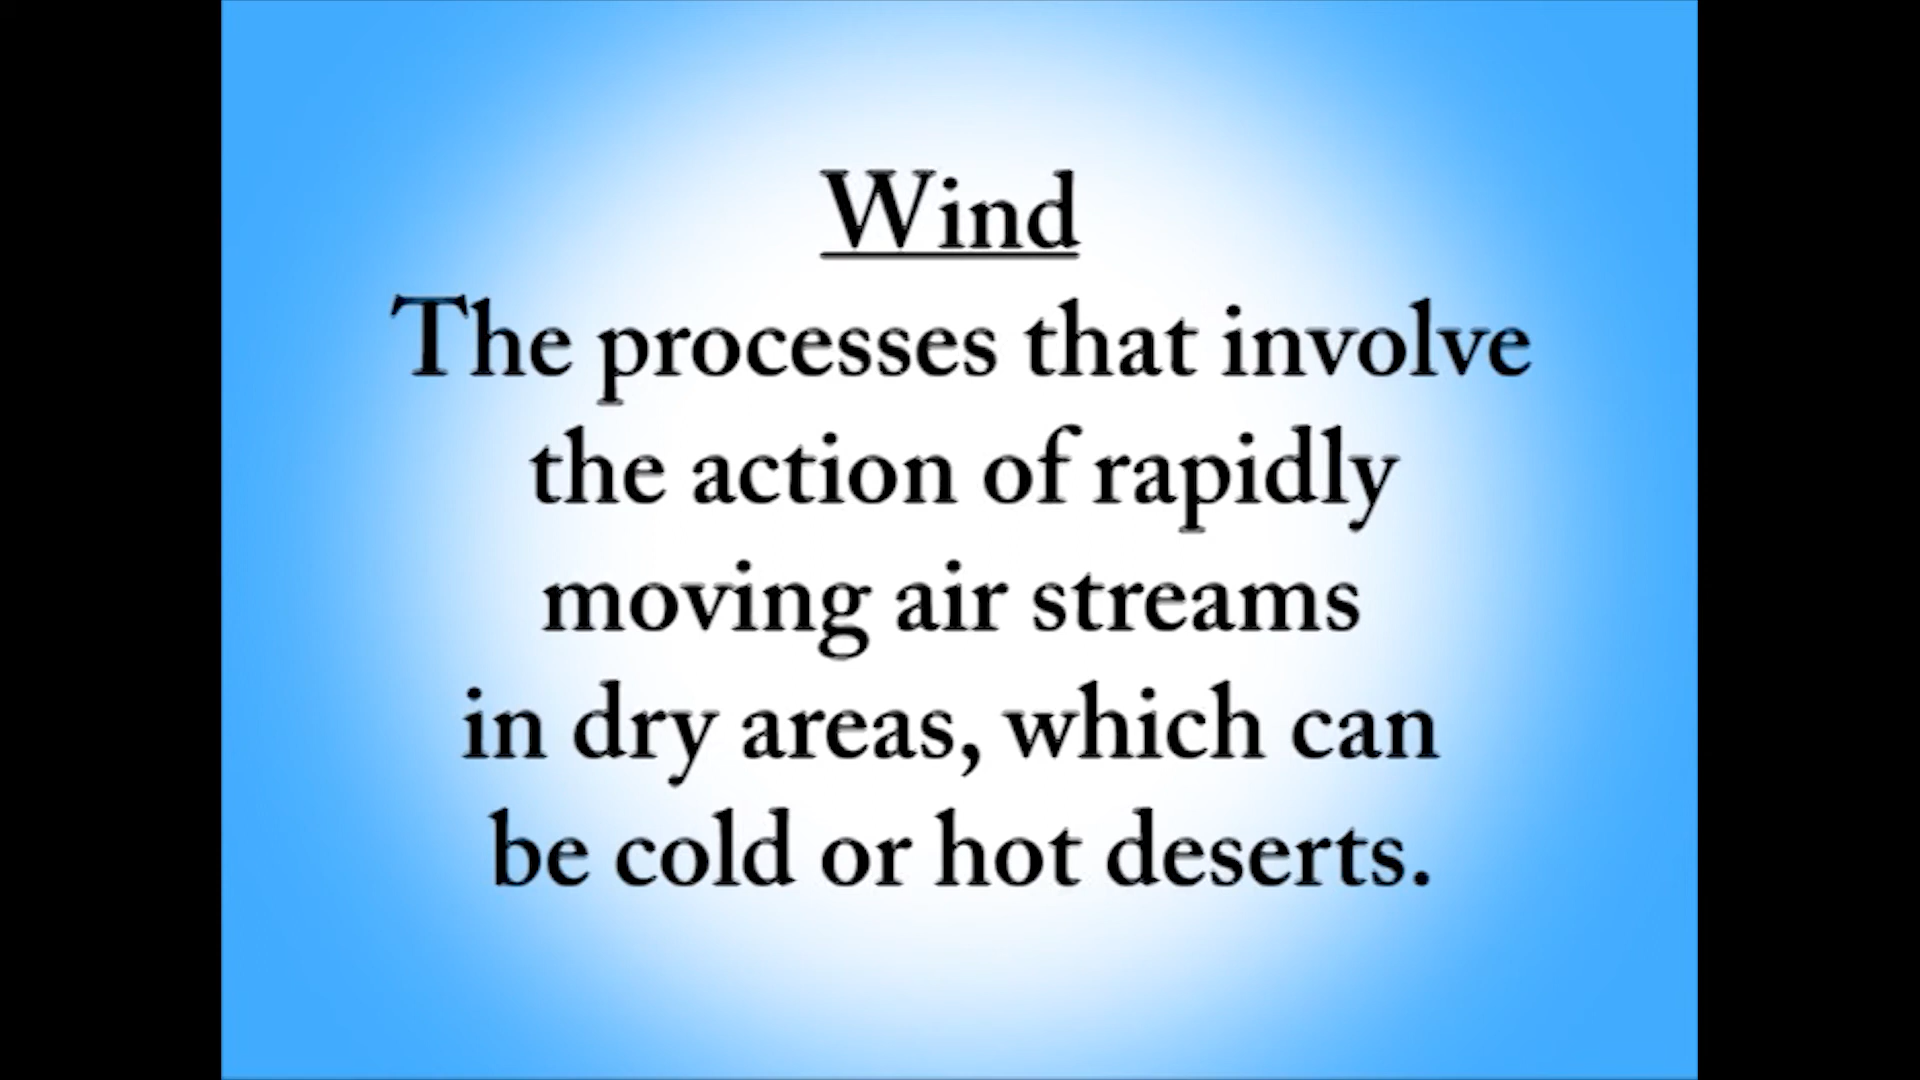 Wind
The processes that involve
the action of rapidly
moving air streams
in dry areas, which can
be cold or hot deserts.